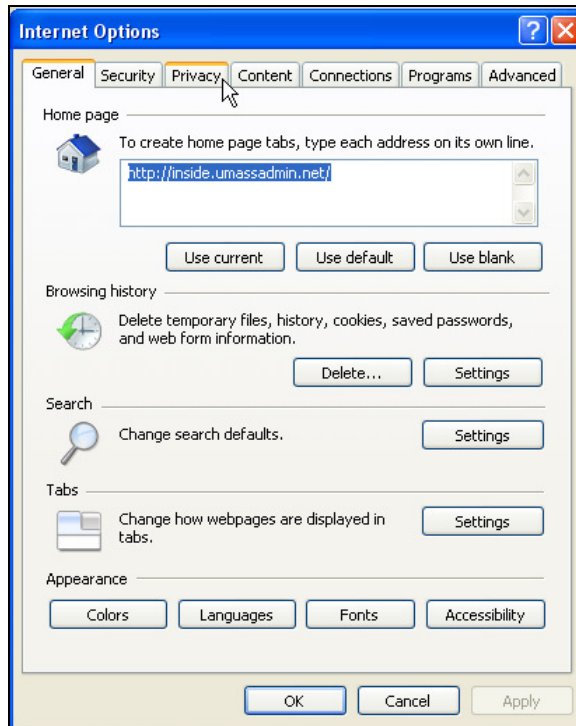 Internet Options
General Security Privacy Content Connections Programs Advanced
Home page
To create home page tabs, type each address on its own line.
http://inside.umassadmin.net/
Use current Use default Use blank
Browsing history
Delete temporary files, history, cookies, saved passwords,
and web form information.
Delete... Settings
Search
Change search defaults. Settings
Tabs
Change how webpages are displayed in
tabs.
Settings
Appearance
Colors Languages Fonts Accessibility
OK Cancel Apply